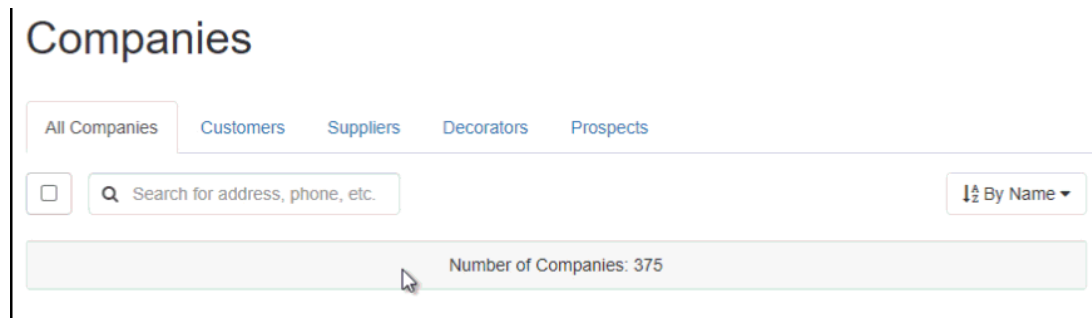 Companies
All Companies Customers Suppliers Decorators Prospects
Search for address, phone, etc. By Name
Number of Companies: 375